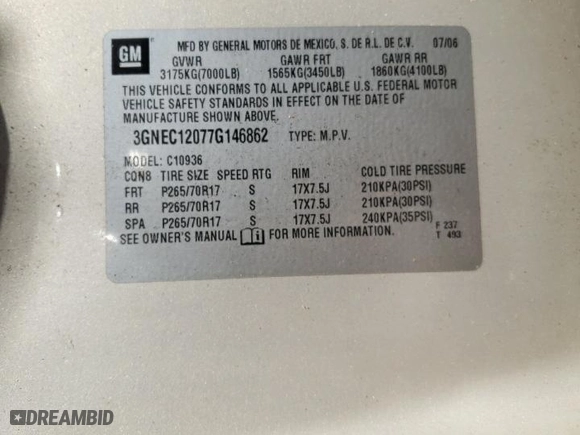 GM
MFD BY GENERAL MOTORS DE MEXICO, S. DE R.L. DE C.V. 07/06
GVWR GAWR FRT GAWR RR
3175KG(7000LB) 1565KG(3450LB) 1860KG(4100LB)
THIS VEHICLE CONFORMS TO ALL APPLICABLE U.S. FEDERAL MOTOR
VEHICLE SAFETY STANDARDS IN EFFECT ON THE DATE OF
MANUFACTURE SHOWN ABOVE.
3GNEC12077G146862 TYPE: M.P.V.
MODEL: C10936
CQN8 TIRE SIZE SPEED RTG RIM COLD TIRE PRESSURE
FRT P265/70R17 S 17X7.5J 210KPA(30PSI)
RR P265/70R17 S 17X7.5J 210KPA(30PSI)
SPA P265/70R17 S 17X7.5J 240KPA(35PSI)
SEE OWNER'S MANUAL FOR MORE INFORMATION.
F 237
T 493
DREAMBID